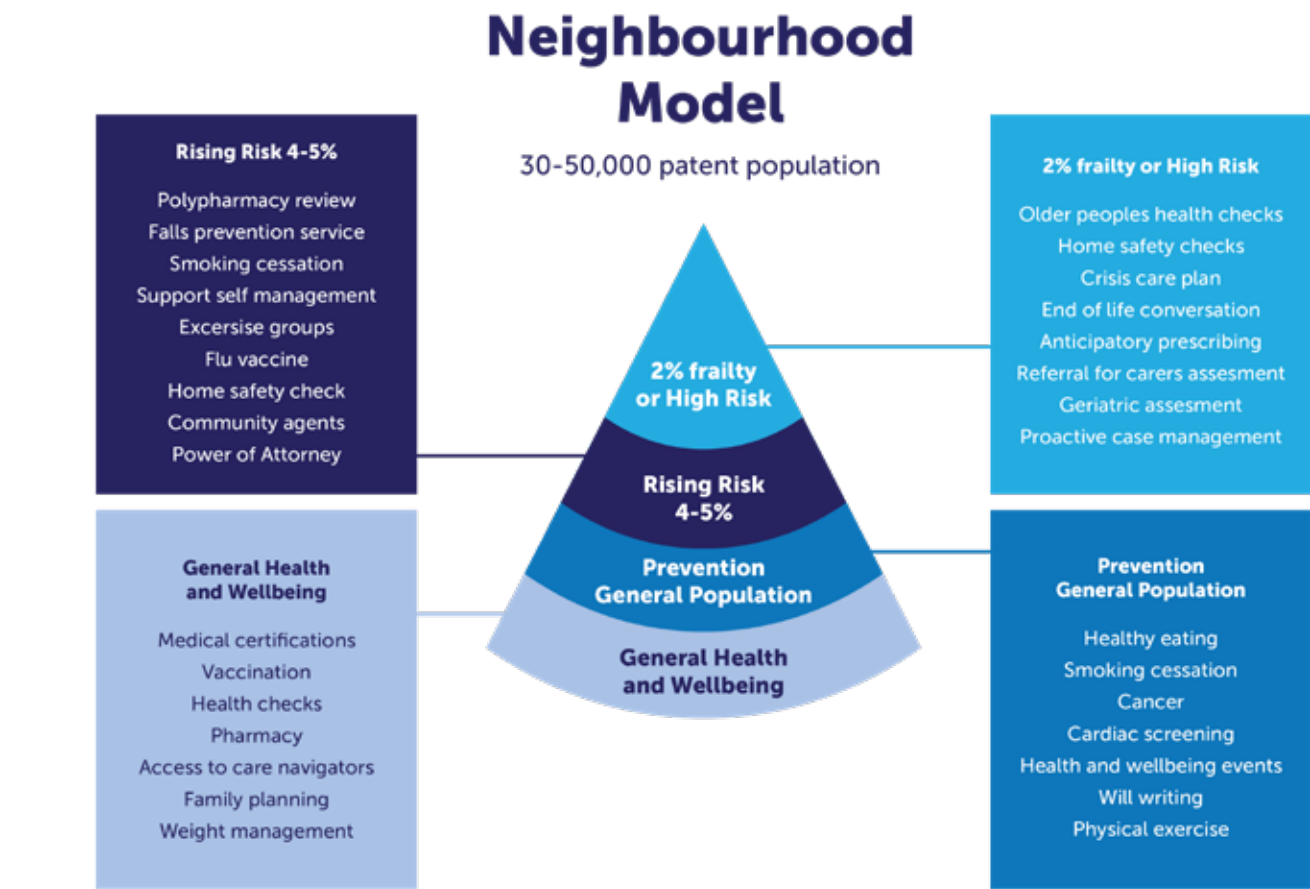 Neighbourhood
Model
30-50,000 patent population
Rising Risk 4-5%
Polypharmacy review
Falls prevention service
Smoking cessation
Support self management
Excersise groups
Flu vaccine
Home safety check
Community agents
Power of Attorney
2% frailty or High Risk
Older peoples health checks
Home safety checks
Crisis care plan
End of life conversation
Anticipatory prescribing
Referral for carers assesment
Geriatric assesment
Proactive case management
2% frailty
or High Risk
Rising Risk
4-5%
Prevention
General Population
General Health
and Wellbeing
General Health
and Wellbeing
Medical certifications
Vaccination
Health checks
Pharmacy
Access to care navigators
Family planning
Weight management
Prevention
General Population
Healthy eating
Smoking cessation
Cancer
Cardiac screening
Health and wellbeing events
Will writing
Physical exercise